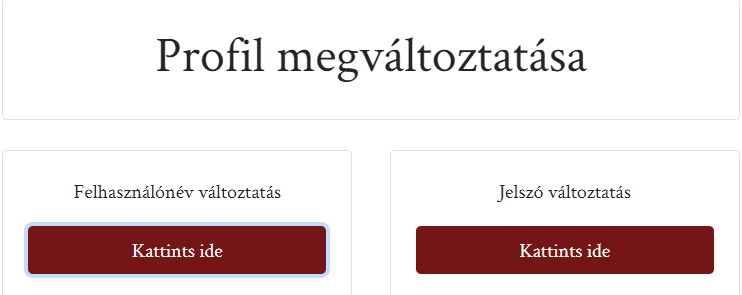 Profil megváltoztatása
Felhasználónév változtatás
Kattints ide
Jelszó változtatás
Kattints ide